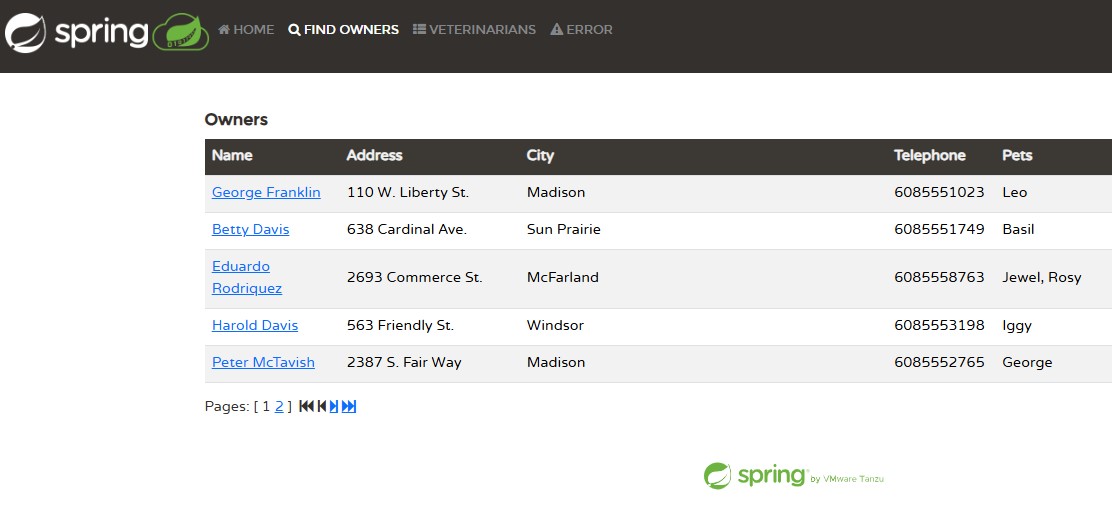 spring HOME FIND OWNERS VETERINARIANS ERROR
Owners
Name Address City Telephone Pets
George Franklin 110 W. Liberty St. Madison 6085551023 Leo
Betty Davis 638 Cardinal Ave. Sun Prairie 6085551749 Basil
Eduardo
Rodriquez 2693 Commerce St. McFarland 6085558763 Jewel, Rosy
Harold Davis 563 Friendly St. Windsor 6085553198 Iggy
Peter McTavish 2387 S. Fair Way Madison 6085552765 George
Pages: [ 1 2 ]
spring by VMware Tanzu